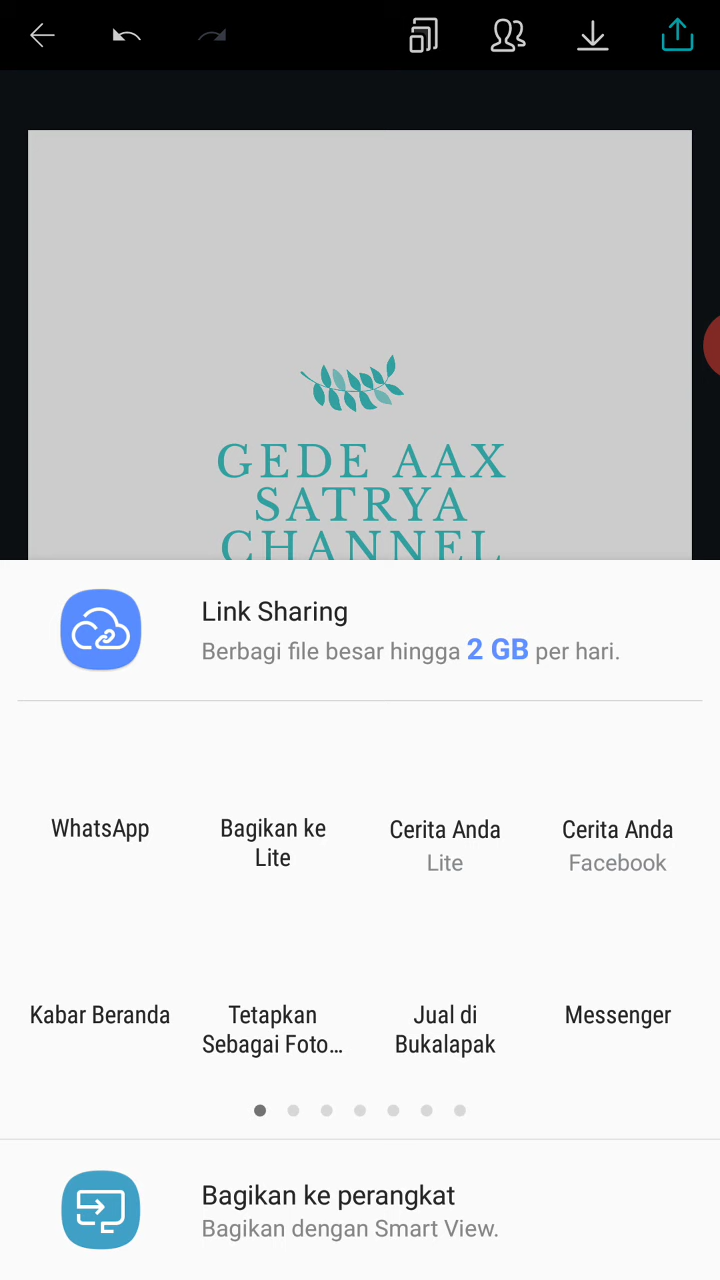 GEDE AAX
SATRYA
CHANNEL
Link Sharing
Berbagi file besar hingga 2 GB per hari.
WhatsApp
Bagikan ke
Lite
Cerita Anda
Lite
Cerita Anda
Facebook
Kabar Beranda
Tetapkan
Sebagai Foto...
Jual di
Bukalapak
Messenger
Bagikan ke perangkat
Bagikan dengan Smart View.